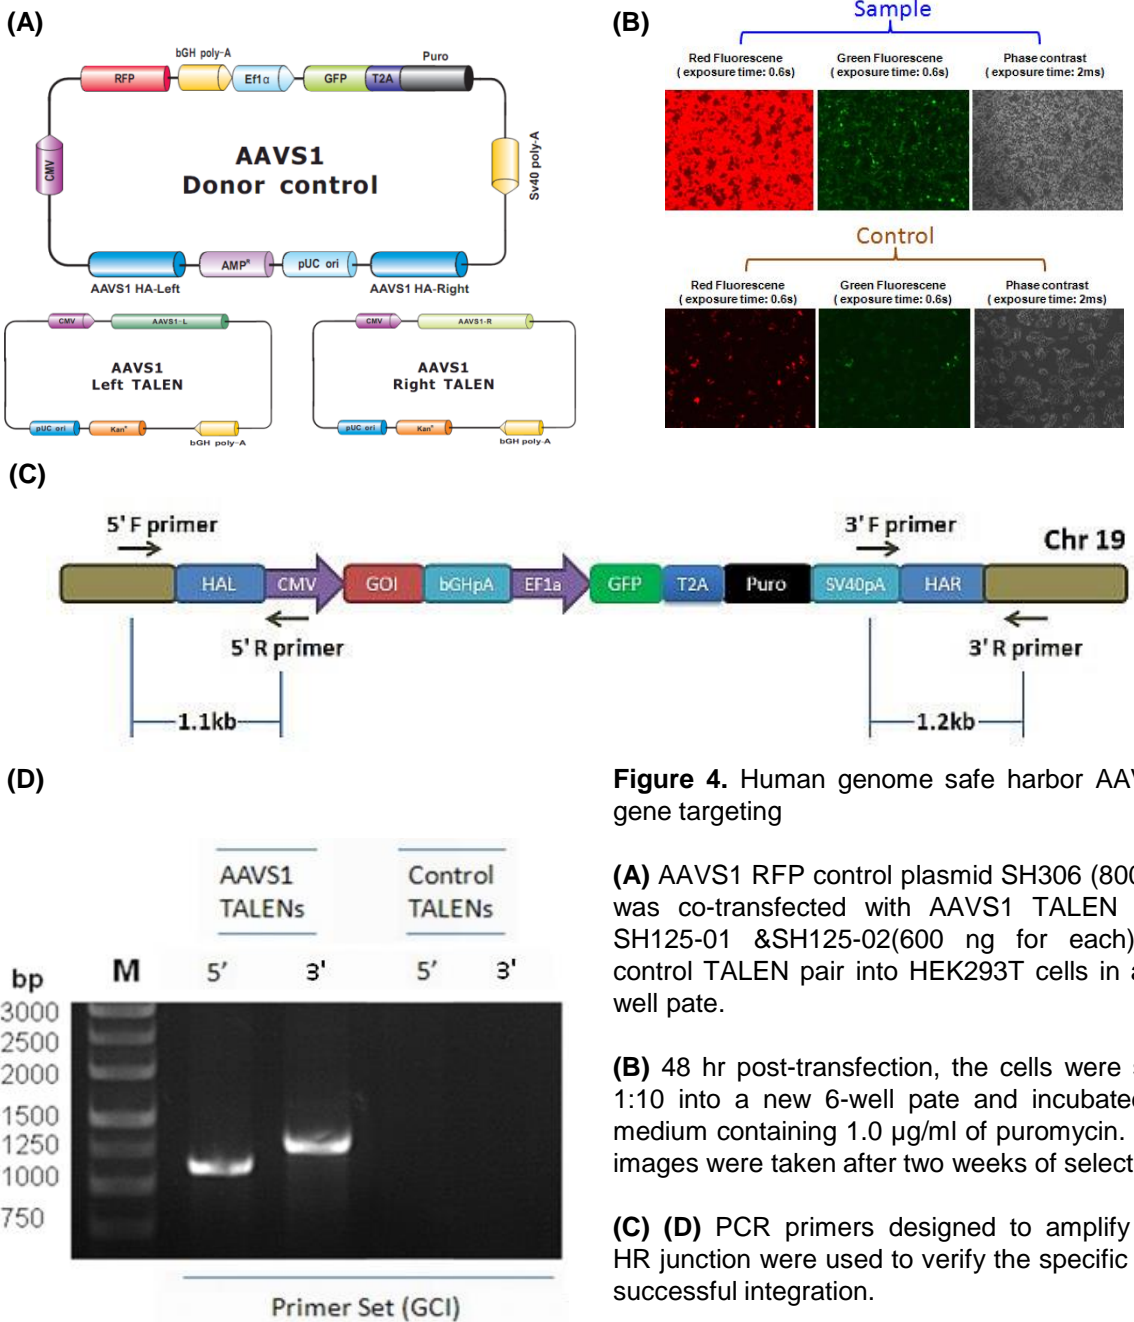 (A)
bGH poly-A
Puro
RFP
Ef1α
GFP
T2A
CMV
AAVS1
Donor control
Sv40 poly-A
AAVS1 HA-Left
AMPᴿ
pUC ori
AAVS1 HA-Right
CMV
AAVS1-L
AAVS1
Left TALEN
pUC ori
Kanᴿ
bGH poly-A
CMV
AAVS1-R
AAVS1
Right TALEN
pUC ori
Kanᴿ
bGH poly-A
(B)
Sample
Red Fluorescene
( exposure time: 0.6s)
Green Fluorescene
( exposure time: 0.6s)
Phase contrast
( exposure time: 2ms)
Control
Red Fluorescene
( exposure time: 0.6s)
Green Fluorescene
( exposure time: 0.6s)
Phase contrast
( exposure time: 2ms)
(C)
5' F primer
3' F primer
Chr 19
HAL
CMV
GOI
bGHpA
EF1a
GFP
T2A
Puro
SV40pA
HAR
5' R primer
3' R primer
1.1kb
1.2kb
(D)
AAVS1
TALENs
Control
TALENs
bp
M
5'
3'
5'
3'
3000
2500
2000
1500
1250
1000
750
Primer Set (GCI)
Figure 4. Human genome safe harbor AAV
gene targeting
(A) AAVS1 RFP control plasmid SH306 (800
was co-transfected with AAVS1 TALEN
SH125-01 &SH125-02(600 ng for each)
control TALEN pair into HEK293T cells in a
well pate.
(B) 48 hr post-transfection, the cells were s
1:10 into a new 6-well pate and incubated
medium containing 1.0 µg/ml of puromycin.
images were taken after two weeks of select
(C) (D) PCR primers designed to amplify
HR junction were used to verify the specific
successful integration.